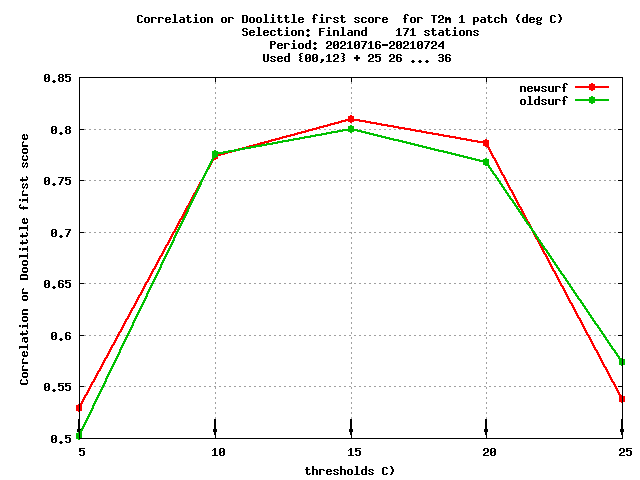 Correlation or Doolittle first score  for T2m 1 patch (deg C)
Selection: Finland    171 stations
Period: 20210716-20210724
Used {00,12} + 25 26 ... 36
newsurf
oldsurf
Correlation or Doolittle first score
0.85
0.8
0.75
0.7
0.65
0.6
0.55
0.5
5 10 15 20 25
thresholds C)